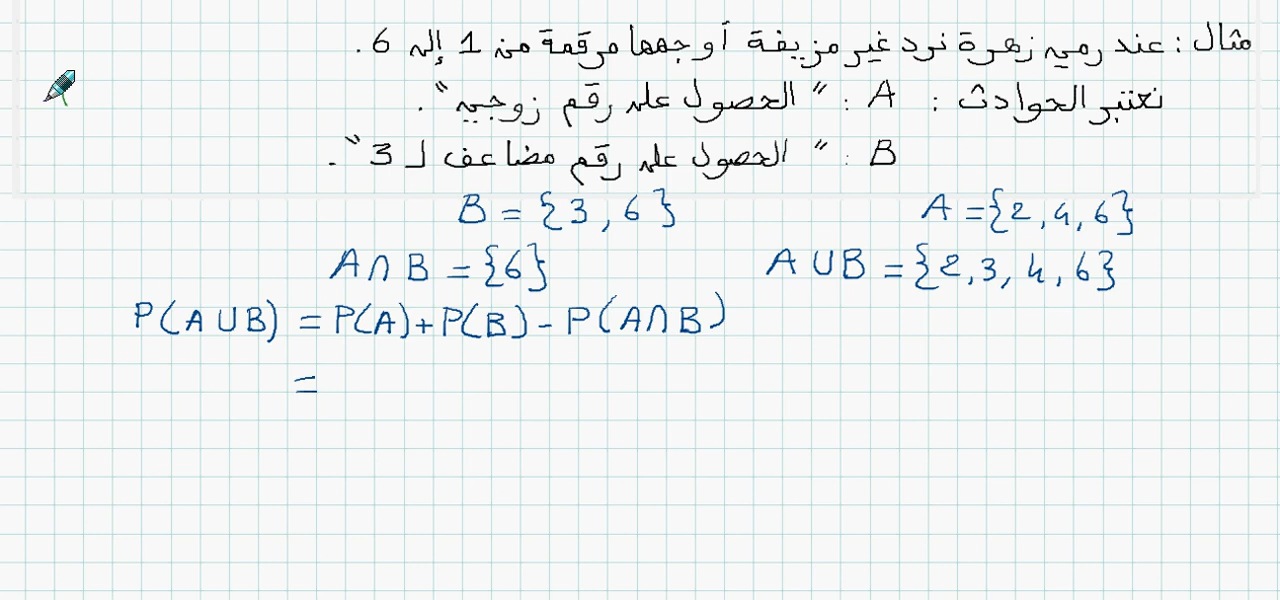 مثال : عند رمي زهرة نرد غير مزيفة أوجهها مرقمة من 1 إلى 6 .
نعتبر الحوادث : A : " الحصول على رقم زوجي " .
B : " الحصول على رقم مضاعف لـ 3 " .
A = {2, 4, 6}
B = {3, 6}
A ∪ B = {2, 3, 4, 6}
A ∩ B = {6}
P(A ∪ B) = P(A) + P(B) - P(A ∩ B)
=